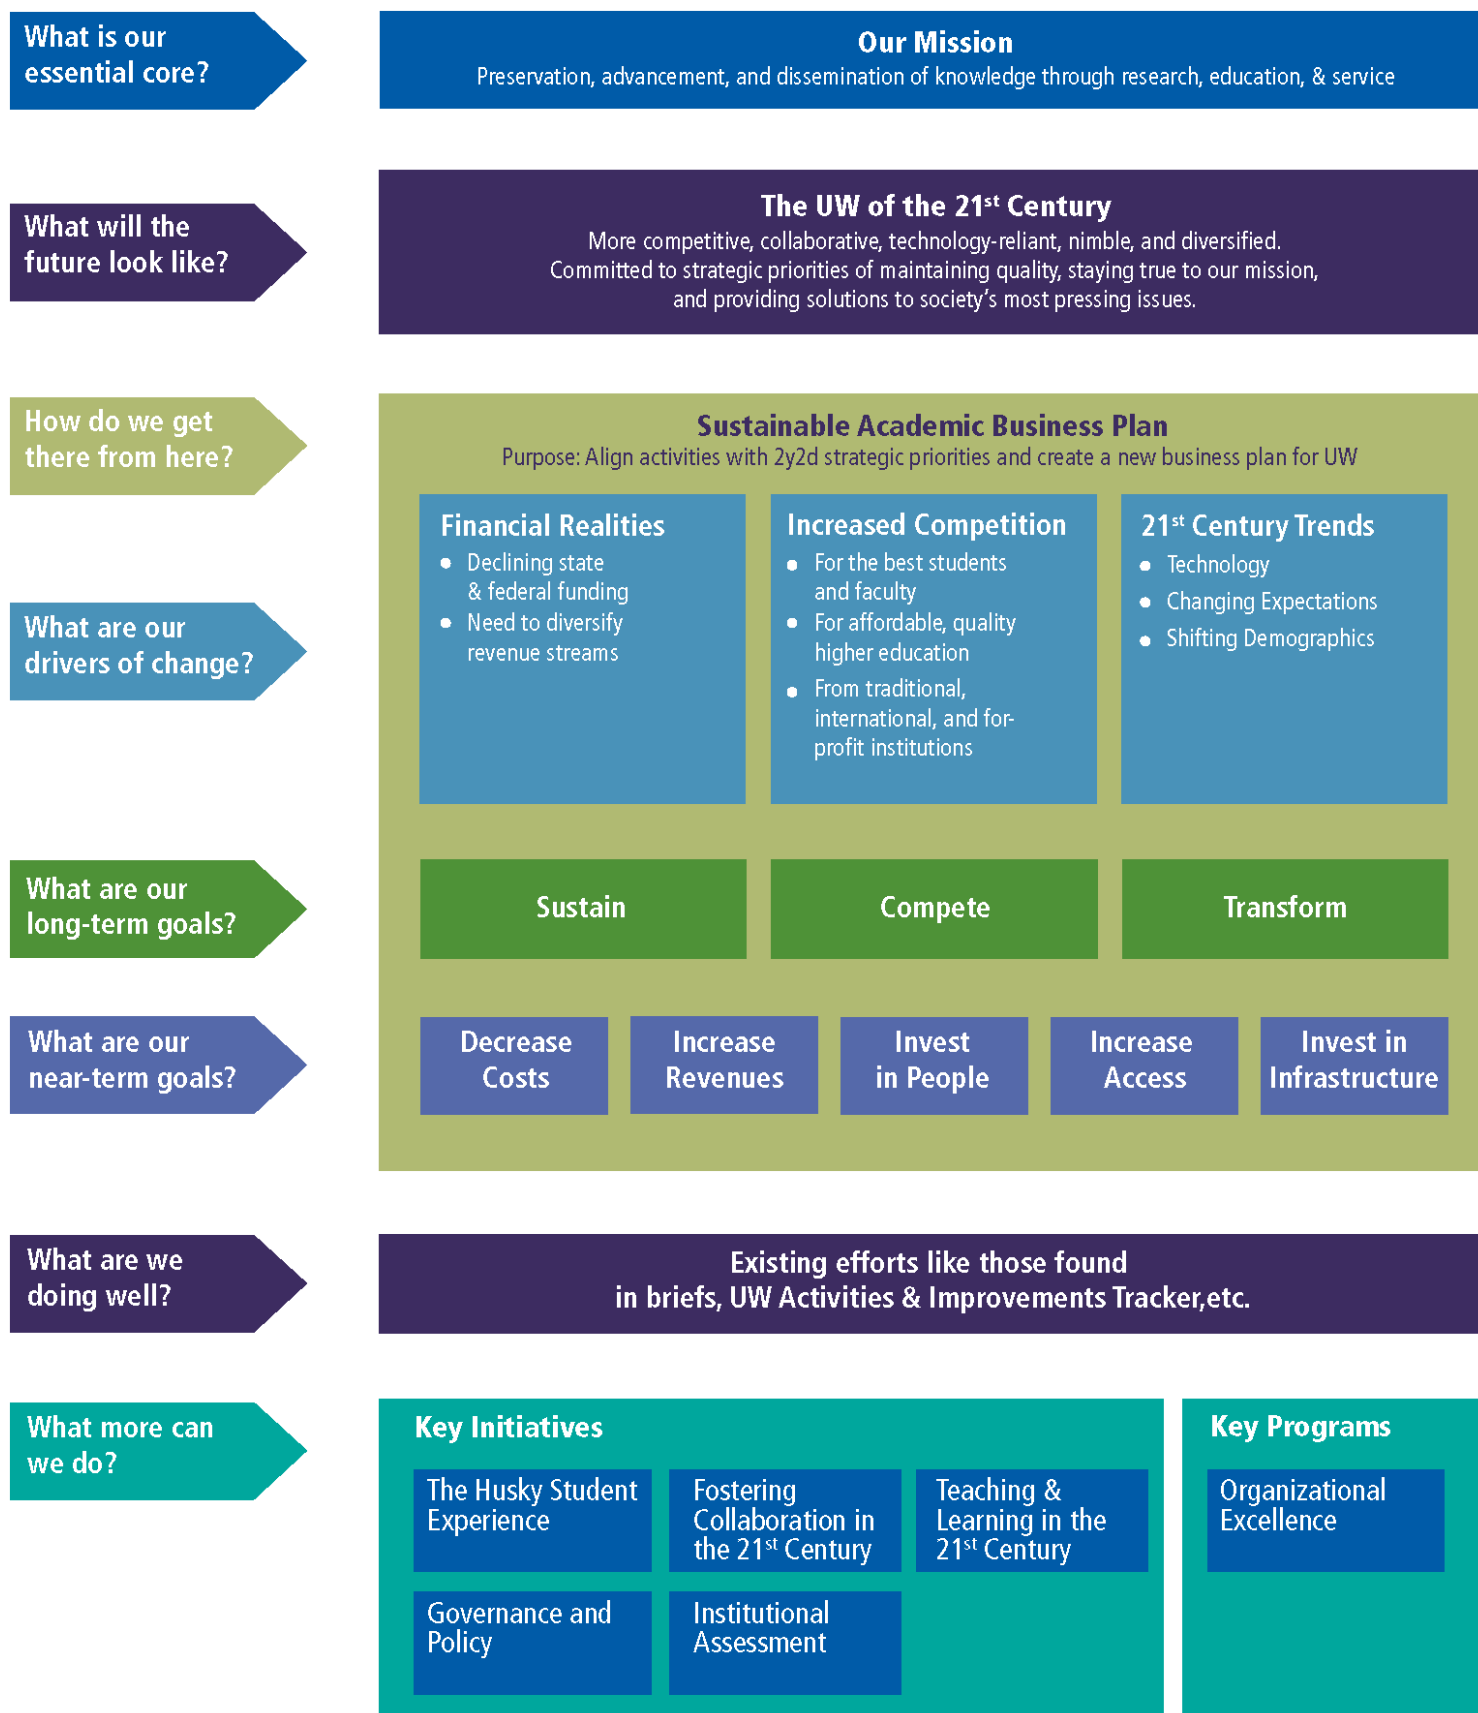 What is our
essential core?
Our Mission
Preservation, advancement, and dissemination of knowledge through research, education, & service
What will the
future look like?
The UW of the 21st Century
More competitive, collaborative, technology-reliant, nimble, and diversified.
Committed to strategic priorities of maintaining quality, staying true to our mission,
and providing solutions to society's most pressing issues.
How do we get
there from here?
Sustainable Academic Business Plan
Purpose: Align activities with 2y2d strategic priorities and create a new business plan for UW
What are our
drivers of change?
Financial Realities
• Declining state
& federal funding
• Need to diversify
revenue streams
Increased Competition
• For the best students
and faculty
• For affordable, quality
higher education
• From traditional,
international, and for-
profit institutions
21st Century Trends
• Technology
• Changing Expectations
• Shifting Demographics
What are our
long-term goals?
Sustain
Compete
Transform
What are our
near-term goals?
Decrease
Costs
Increase
Revenues
Invest
in People
Increase
Access
Invest in
Infrastructure
What are we
doing well?
Existing efforts like those found
in briefs, UW Activities & Improvements Tracker,etc.
What more can
we do?
Key Initiatives
The Husky Student
Experience
Fostering
Collaboration in
the 21st Century
Teaching &
Learning in the
21st Century
Governance and
Policy
Institutional
Assessment
Key Programs
Organizational
Excellence